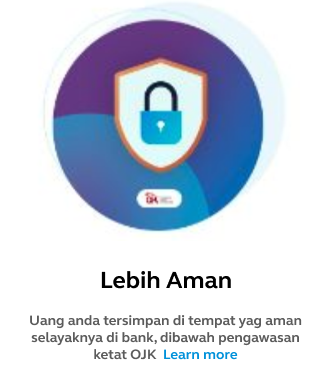 Lebih Aman
Uang anda tersimpan di tempat yag aman
selayaknya di bank, dibawah pengawasan
ketat OJK Learn more